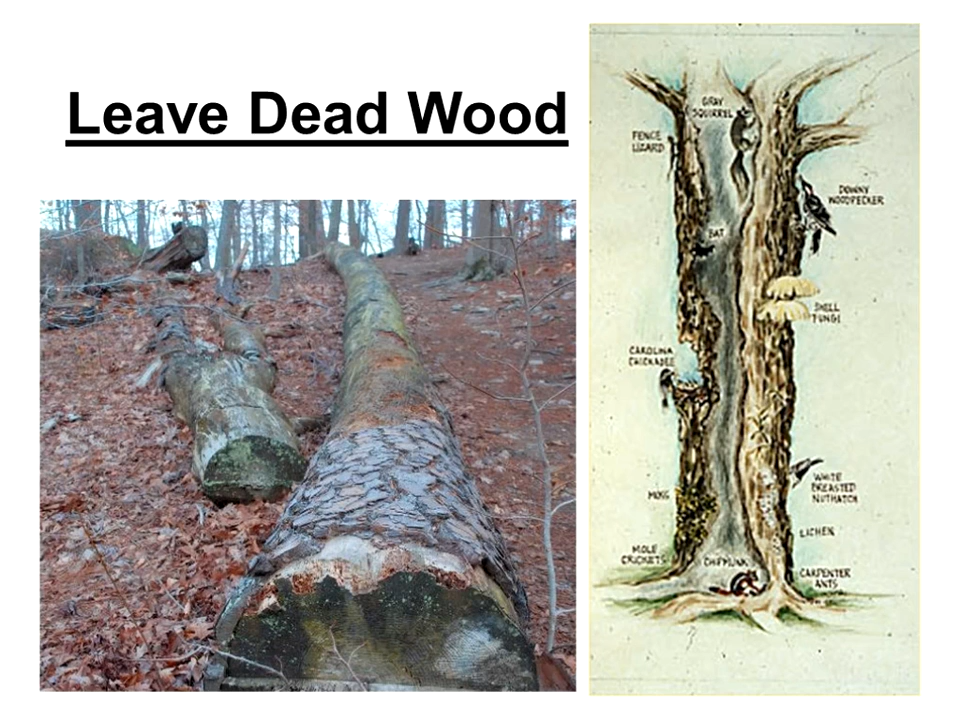 Leave Dead Wood
GRAY
SQUIRREL
FENCE
LIZARD
DOWNY
WOODPECKER
BAT
SHELF
FUNGI
CAROLINA
CHICKADEE
WHITE
BREASTED
NUTHATCH
MOSS
LICHEN
MOLE
CRICKETS
CHIPMUNK
CARPENTER
ANTS